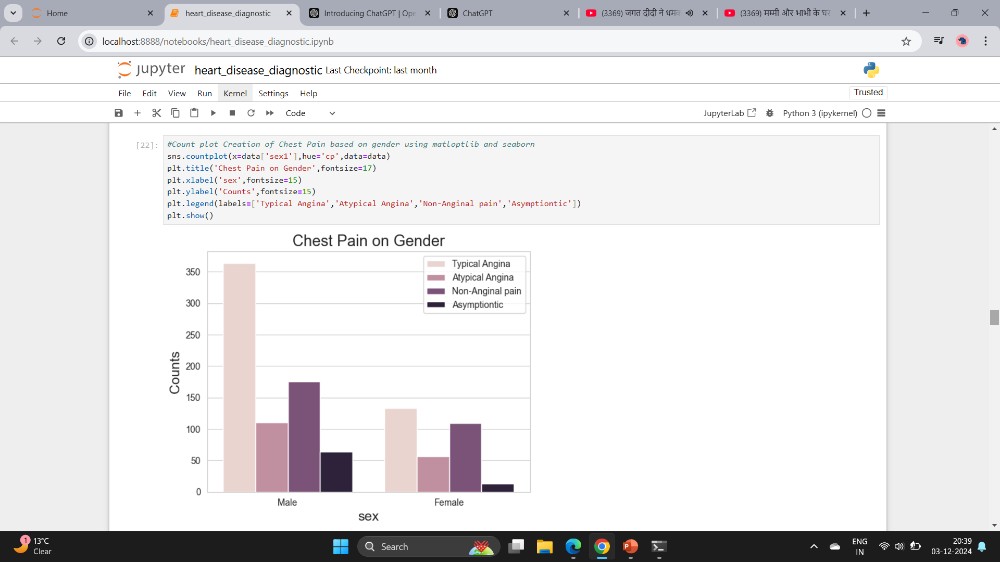 Home
heart_disease_diagnostic
Introducing ChatGPT | Ope
ChatGPT
(3369) जगत दीदी ने धमव
(3369) मम्मी और भाभी के घर
localhost:8888/notebooks/heart_disease_diagnostic.ipynb
jupyter heart_disease_diagnostic Last Checkpoint: last month
File Edit View Run Kernel Settings Help
Trusted
Code
JupyterLab
Python 3 (ipykernel)
[22]:
#Count plot Creation of Chest Pain based on gender using matloptlib and seaborn
sns.countplot(x=data['sex1'],hue='cp',data=data)
plt.title('Chest Pain on Gender',fontsize=17)
plt.xlabel('sex',fontsize=15)
plt.ylabel('Counts',fontsize=15)
plt.legend(labels=['Typical Angina','Atypical Angina','Non-Anginal pain','Asymptiontic'])
plt.show()
Chest Pain on Gender
Typical Angina
Atypical Angina
Non-Anginal pain
Asymptiontic
350
300
250
200
150
100
50
0
Counts
Male
Female
sex
1
13°C
Clear
Search
P
ENG
IN
20:39
03-12-2024